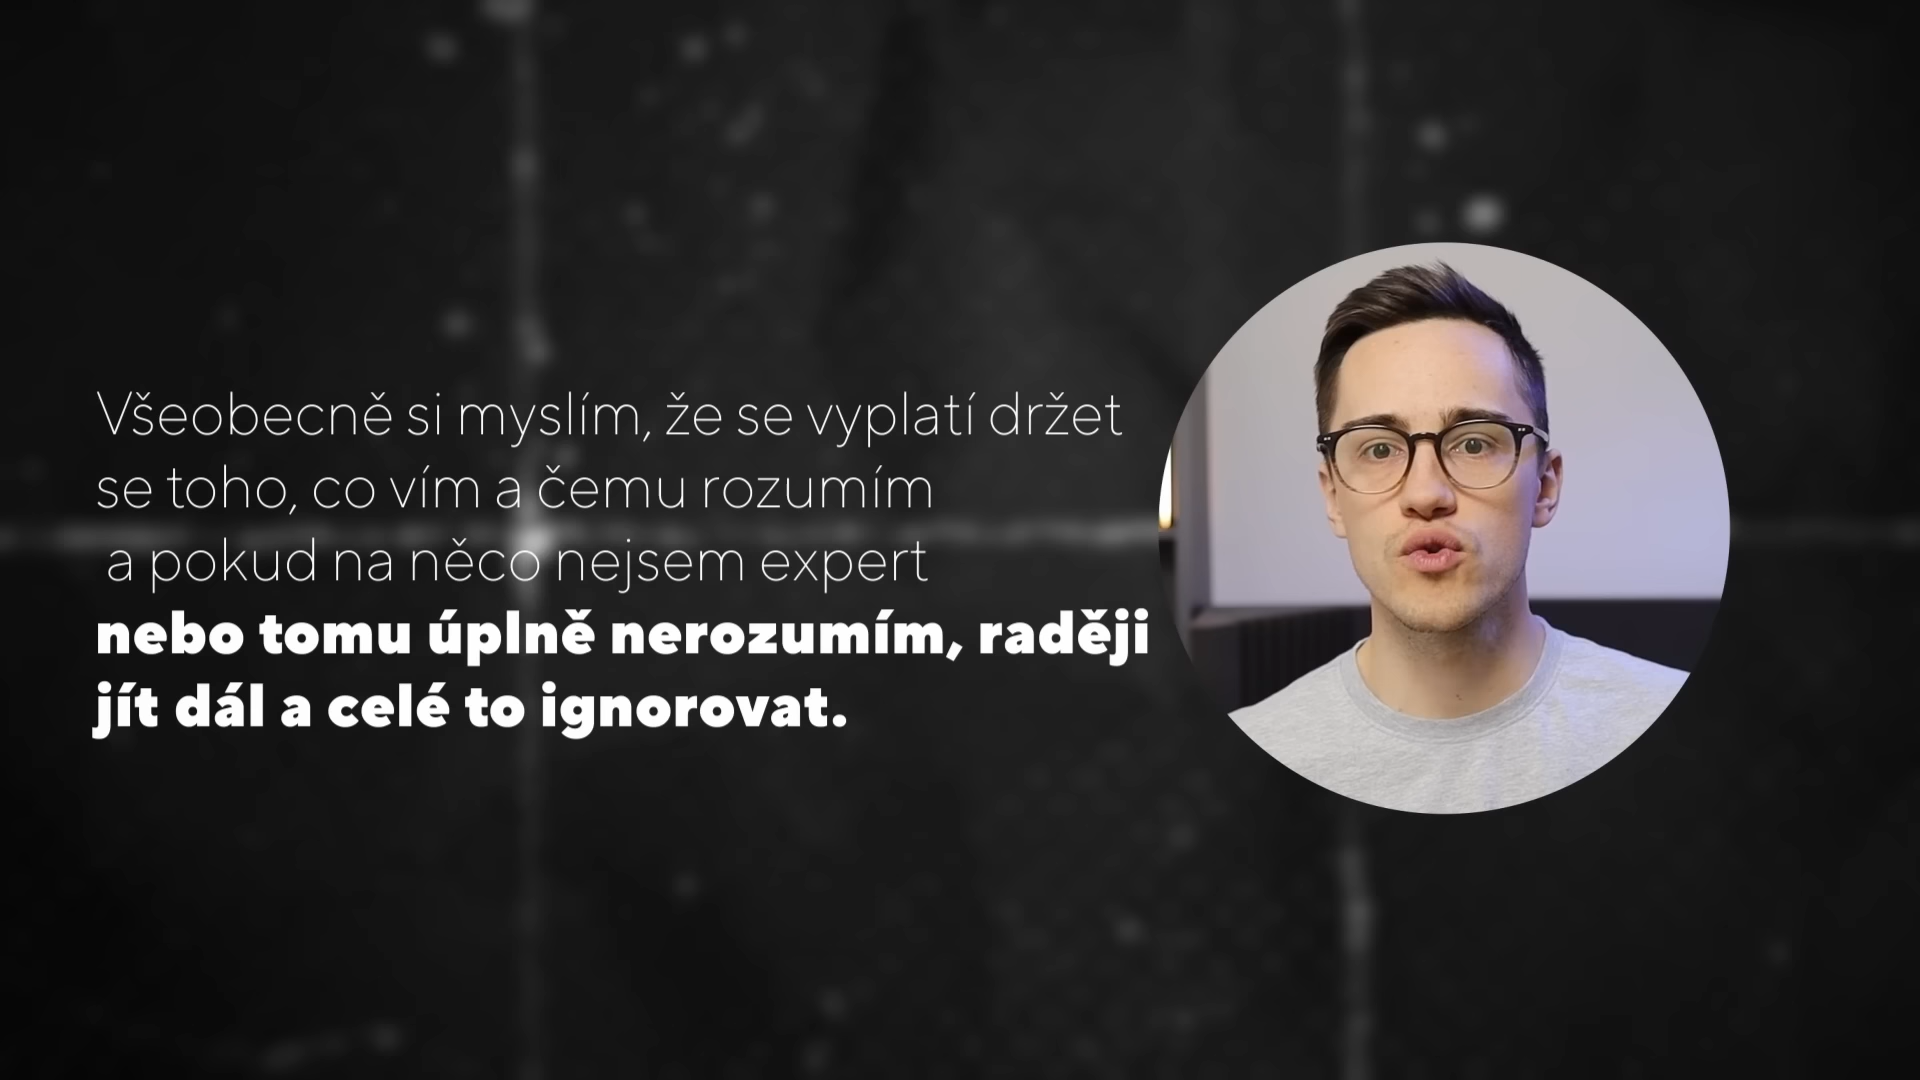 Všeobecně si myslím, že se vyplatí držet
se toho, co vím a čemu rozumím
a pokud na něco nejsem expert
nebo tomu úplně nerozumím, raději
jít dál a celé to ignorovat.